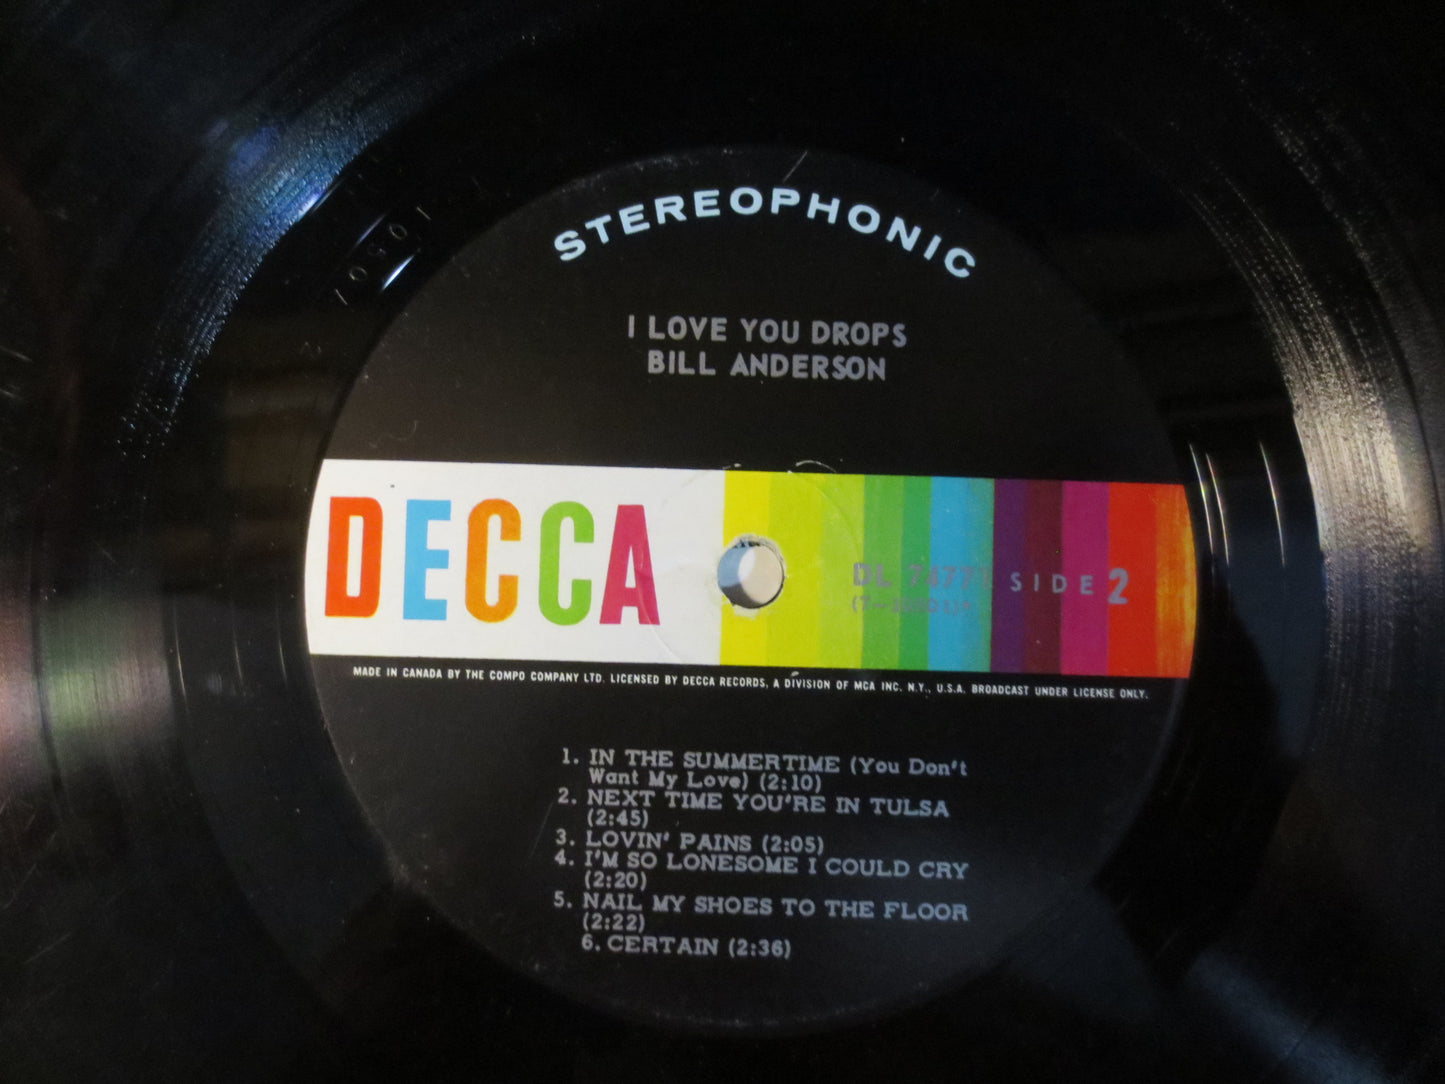 STEREOPHONIC
I LOVE YOU DROPS
BILL ANDERSON
DECCA
DL 74771 SIDE 2
MADE IN CANADA BY THE COMPO COMPANY LTD. LICENSED BY DECCA RECORDS, A DIVISION OF MCA INC. N.Y., U.S.A. BROADCAST UNDER LICENSE ONLY.
1. IN THE SUMMERTIME (You Don't
Want My Love) (2:10)
2. NEXT TIME YOU'RE IN TULSA
(2:45)
3. LOVIN' PAINS (2:05)
4. I'M SO LONESOME I COULD CRY
(2:20)
5. NAIL MY SHOES TO THE FLOOR
(2:22)
6. CERTAIN (2:36)